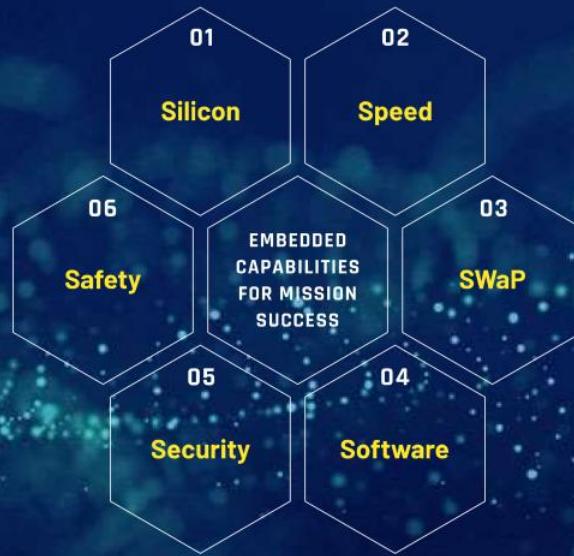 01
Silicon
02
Speed
03
SWaP
04
Software
05
Security
06
Safety
EMBEDDED
CAPABILITIES
FOR MISSION
SUCCESS